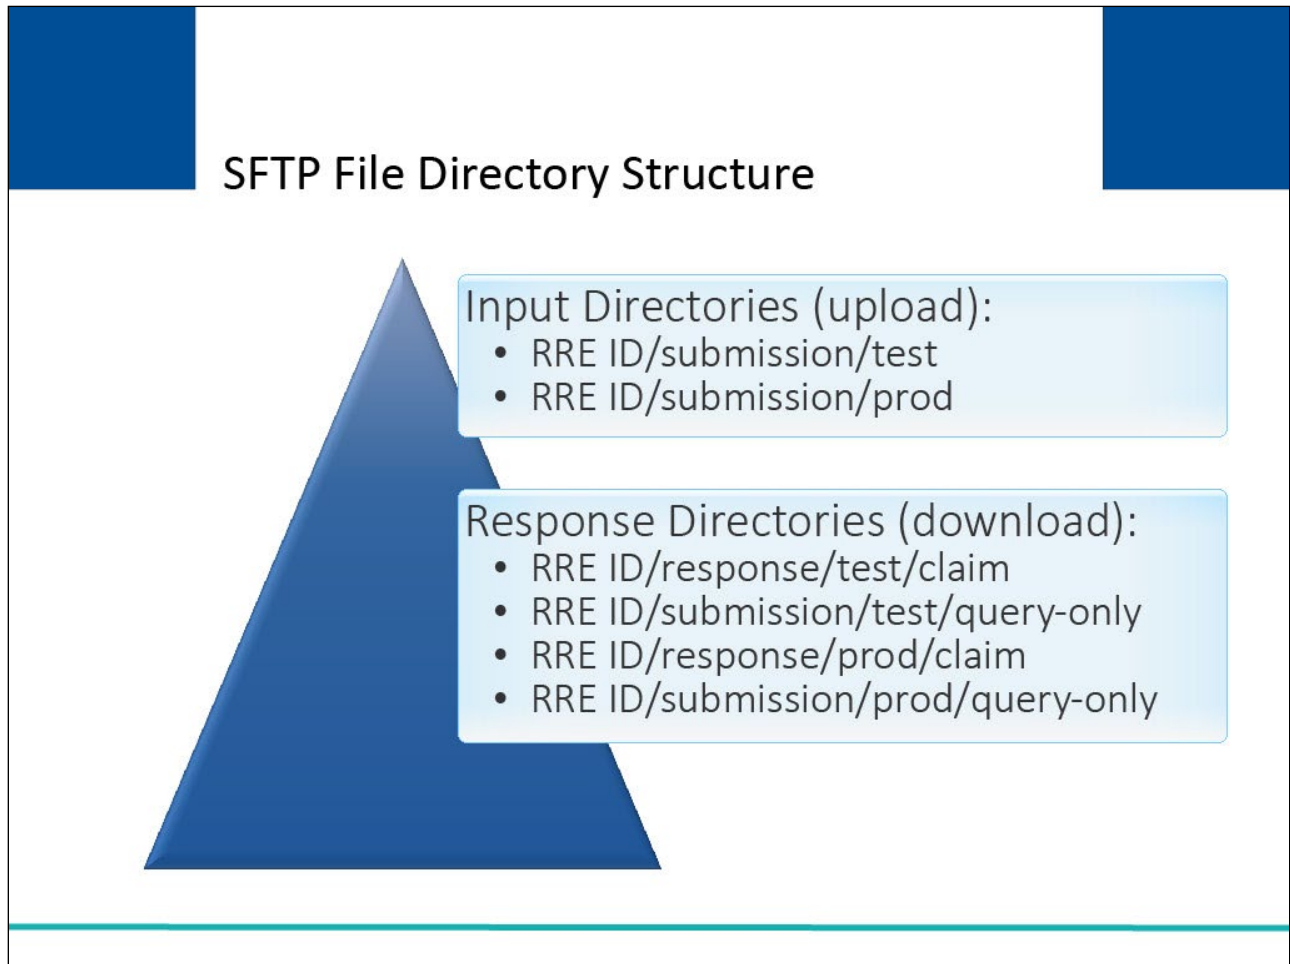 SFTP File Directory Structure
Input Directories (upload):
• RRE ID/submission/test
• RRE ID/submission/prod
Response Directories (download):
• RRE ID/response/test/claim
• RRE ID/submission/test/query-only
• RRE ID/response/prod/claim
• RRE ID/submission/prod/query-only